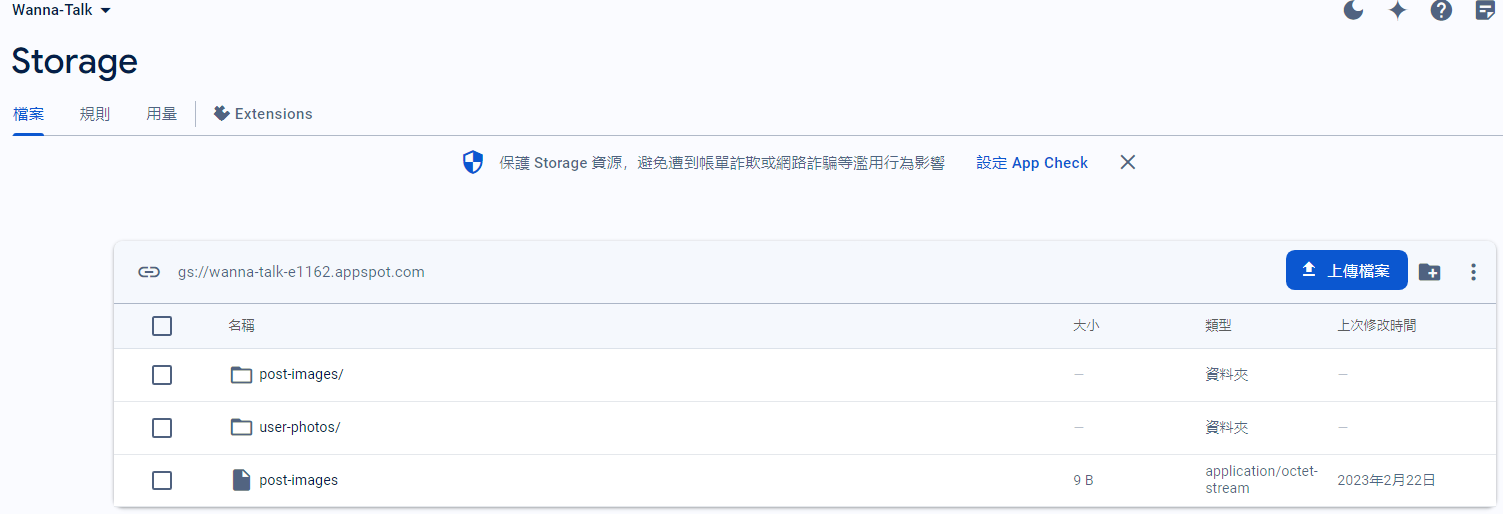 Wanna-Talk
Storage
檔案 規則 用量 Extensions
保護 Storage 資源，避免遭到帳單詐欺或網路詐騙等濫用行為影響 設定 App Check
gs://wanna-talk-e1162.appspot.com 上傳檔案
名稱 大小 類型 上次修改時間
post-images/ — 資料夾 —
user-photos/ — 資料夾 —
post-images 9 B application/octet-stream 2023年2月22日